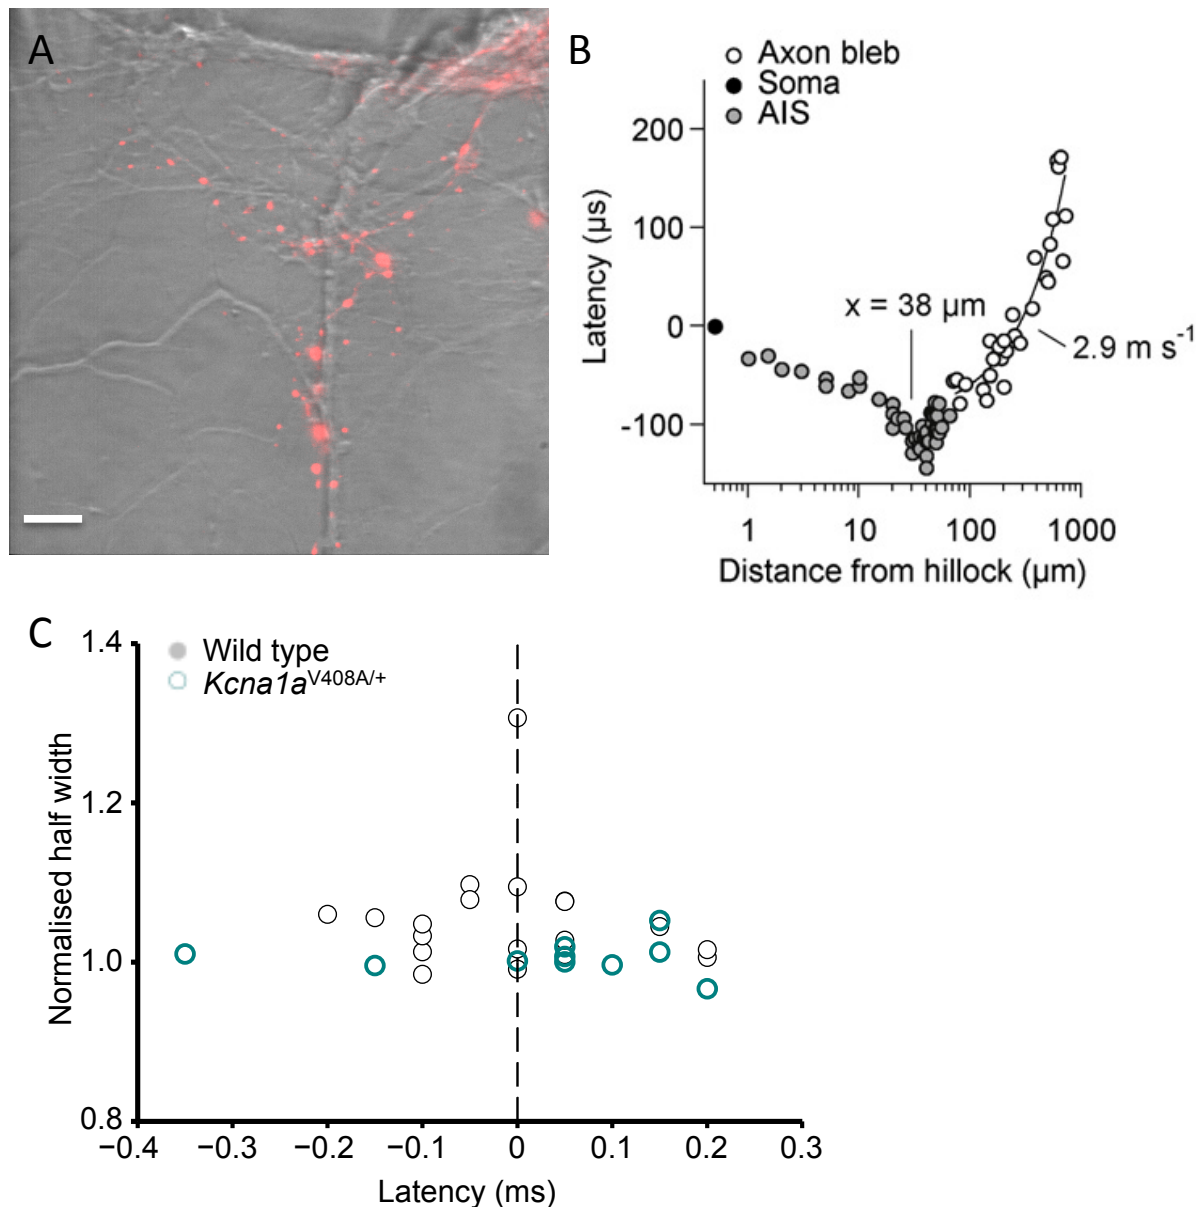 A
B
Axon bleb
Soma
AIS
Latency (µs)
200
100
0
-100
x = 38 µm
2.9 m s⁻¹
1
10
100
1000
Distance from hillock (µm)
C
Wild type
Kcna1a^V408A/+
Normalised half width
1.4
1.2
1.0
0.8
−0.4
−0.3
−0.2
−0.1
0
0.1
0.2
0.3
Latency (ms)